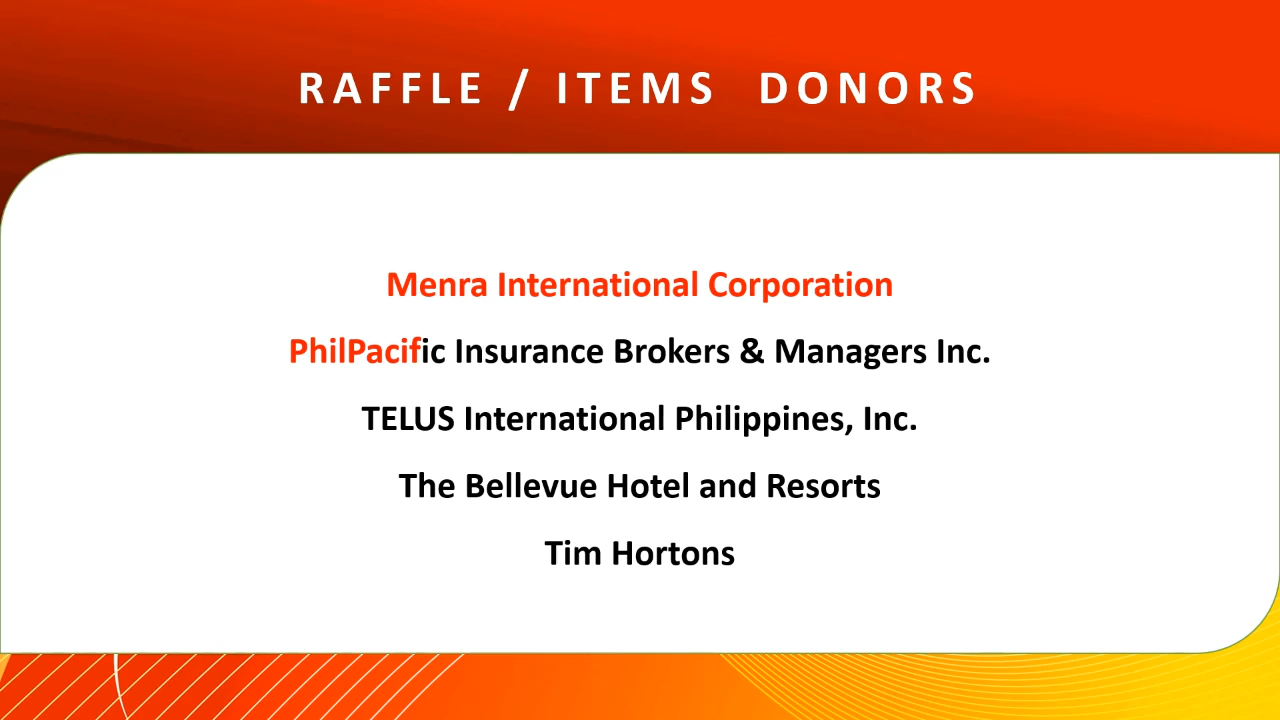 RAFFLE / ITEMS DONORS
Menra International Corporation
PhilPacific Insurance Brokers & Managers Inc.
TELUS International Philippines, Inc.
The Bellevue Hotel and Resorts
Tim Hortons